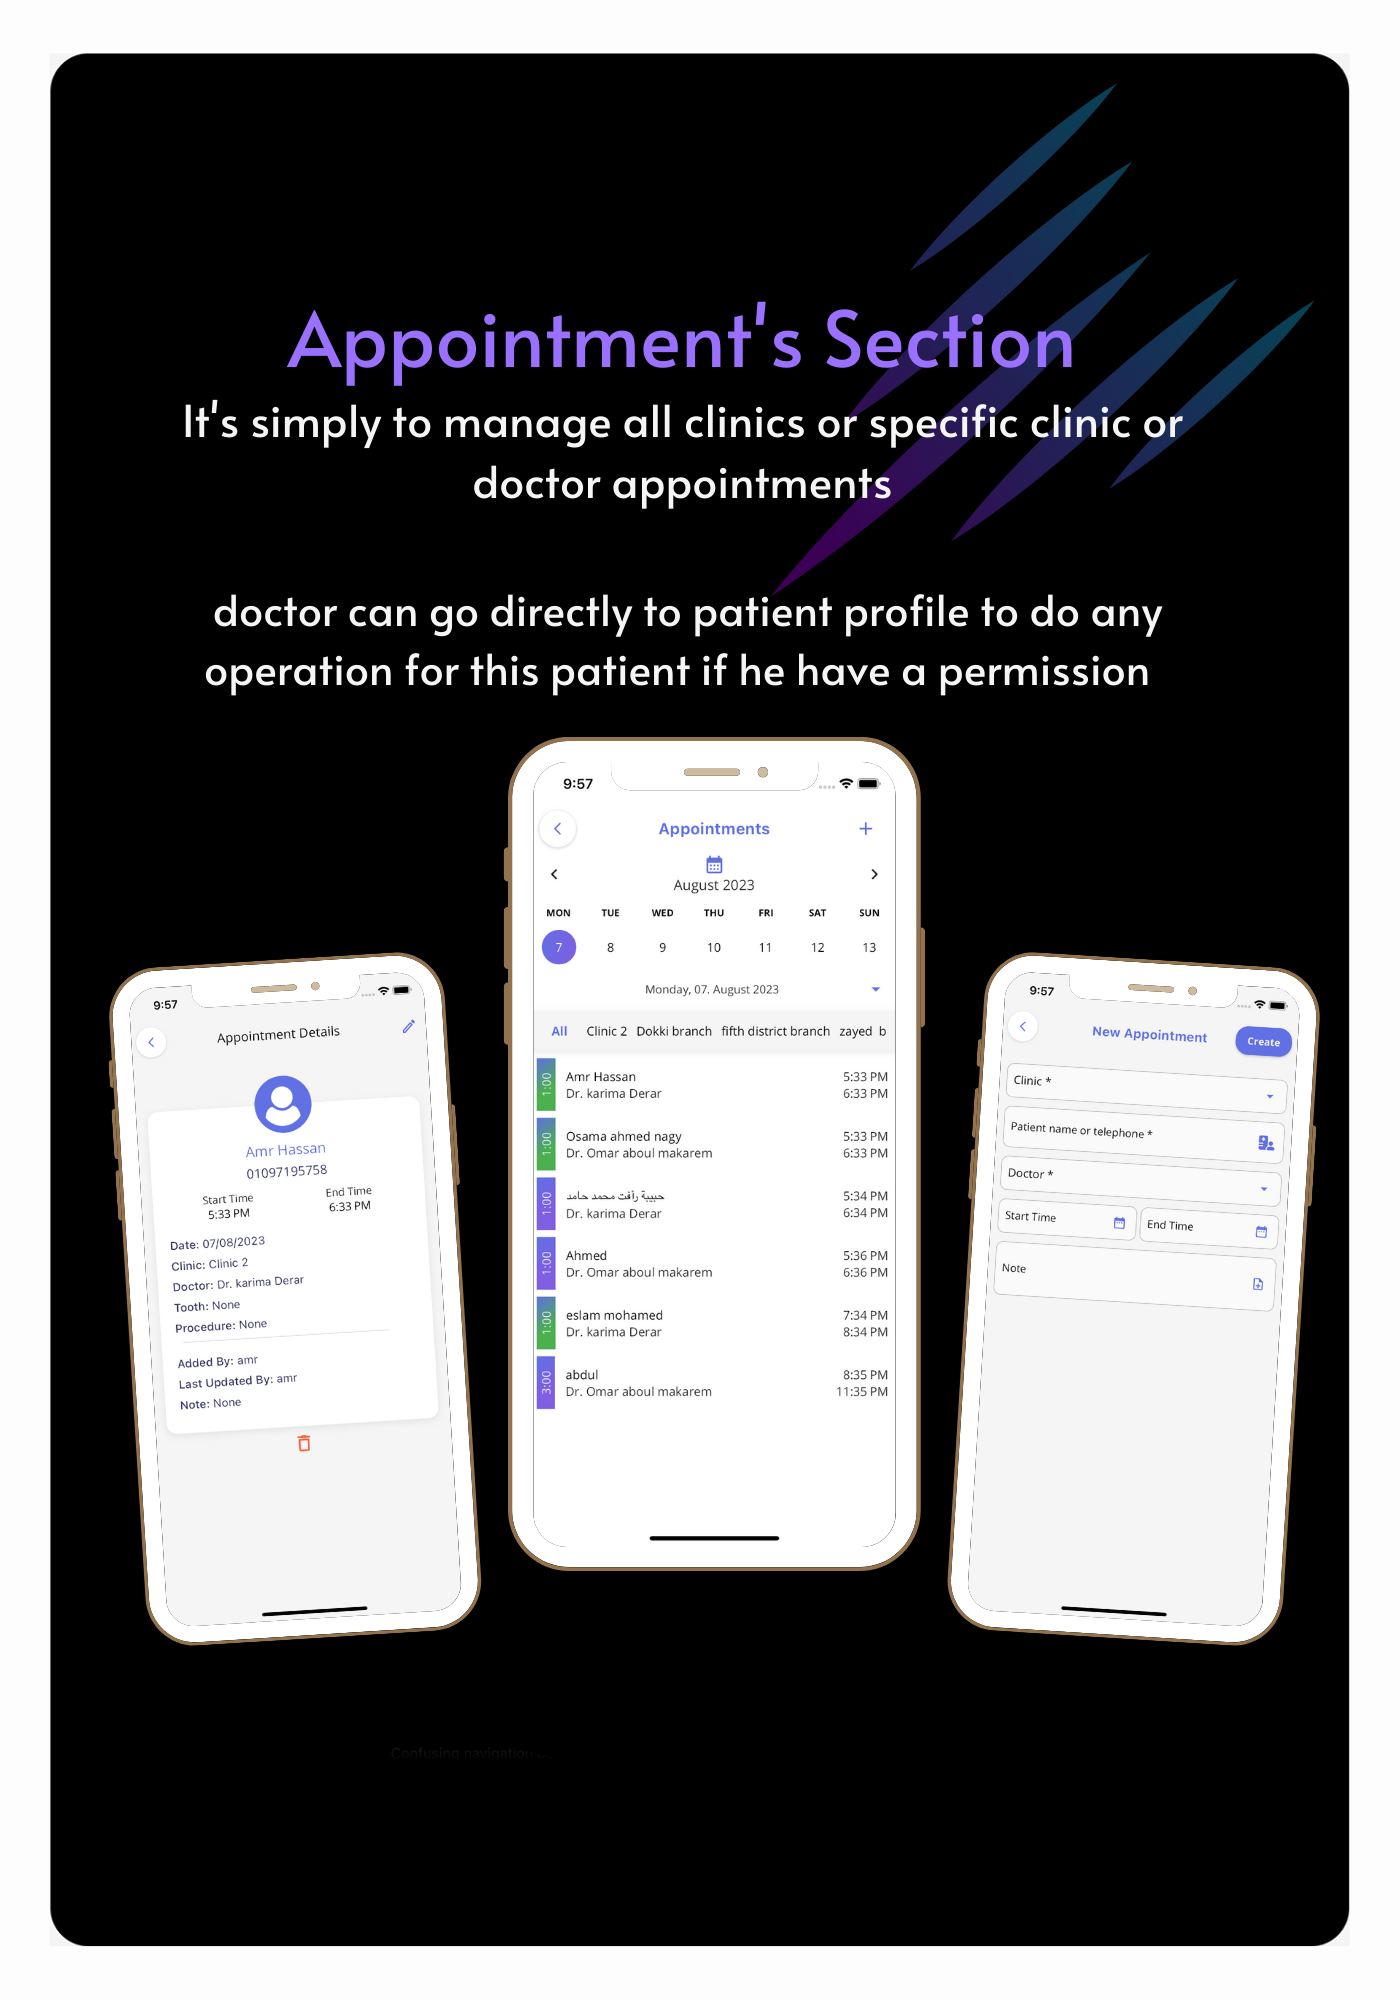 Appointment's Section
It's simply to manage all clinics or specific clinic or
doctor appointments
doctor can go directly to patient profile to do any
operation for this patient if he have a permission
9:57
Appointment Details
Amr Hassan
01097195758
Start Time End Time
5:33 PM 6:33 PM
Date: 07/08/2023
Clinic: Clinic 2
Doctor: Dr. karima Derar
Tooth: None
Procedure: None
Added By: amr
Last Updated By: amr
Note: None
9:57
Appointments
August 2023
MON TUE WED THU FRI SAT SUN
7 8 9 10 11 12 13
Monday, 07. August 2023
All Clinic 2 Dokki branch fifth district branch zayed b
1:00 Amr Hassan 5:33 PM
Dr. karima Derar 6:33 PM
1:00 Osama ahmed nagy 5:33 PM
Dr. Omar aboul makarem 6:33 PM
1:00 حبيبة رأفت محمد حامد 5:34 PM
Dr. karima Derar 6:34 PM
1:00 Ahmed 5:36 PM
Dr. Omar aboul makarem 6:36 PM
1:00 eslam mohamed 7:34 PM
Dr. karima Derar 8:34 PM
3:00 abdul 8:35 PM
Dr. Omar aboul makarem 11:35 PM
9:57
New Appointment Create
Clinic *
Patient name or telephone *
Doctor *
Start Time End Time
Note
Confusing navigation